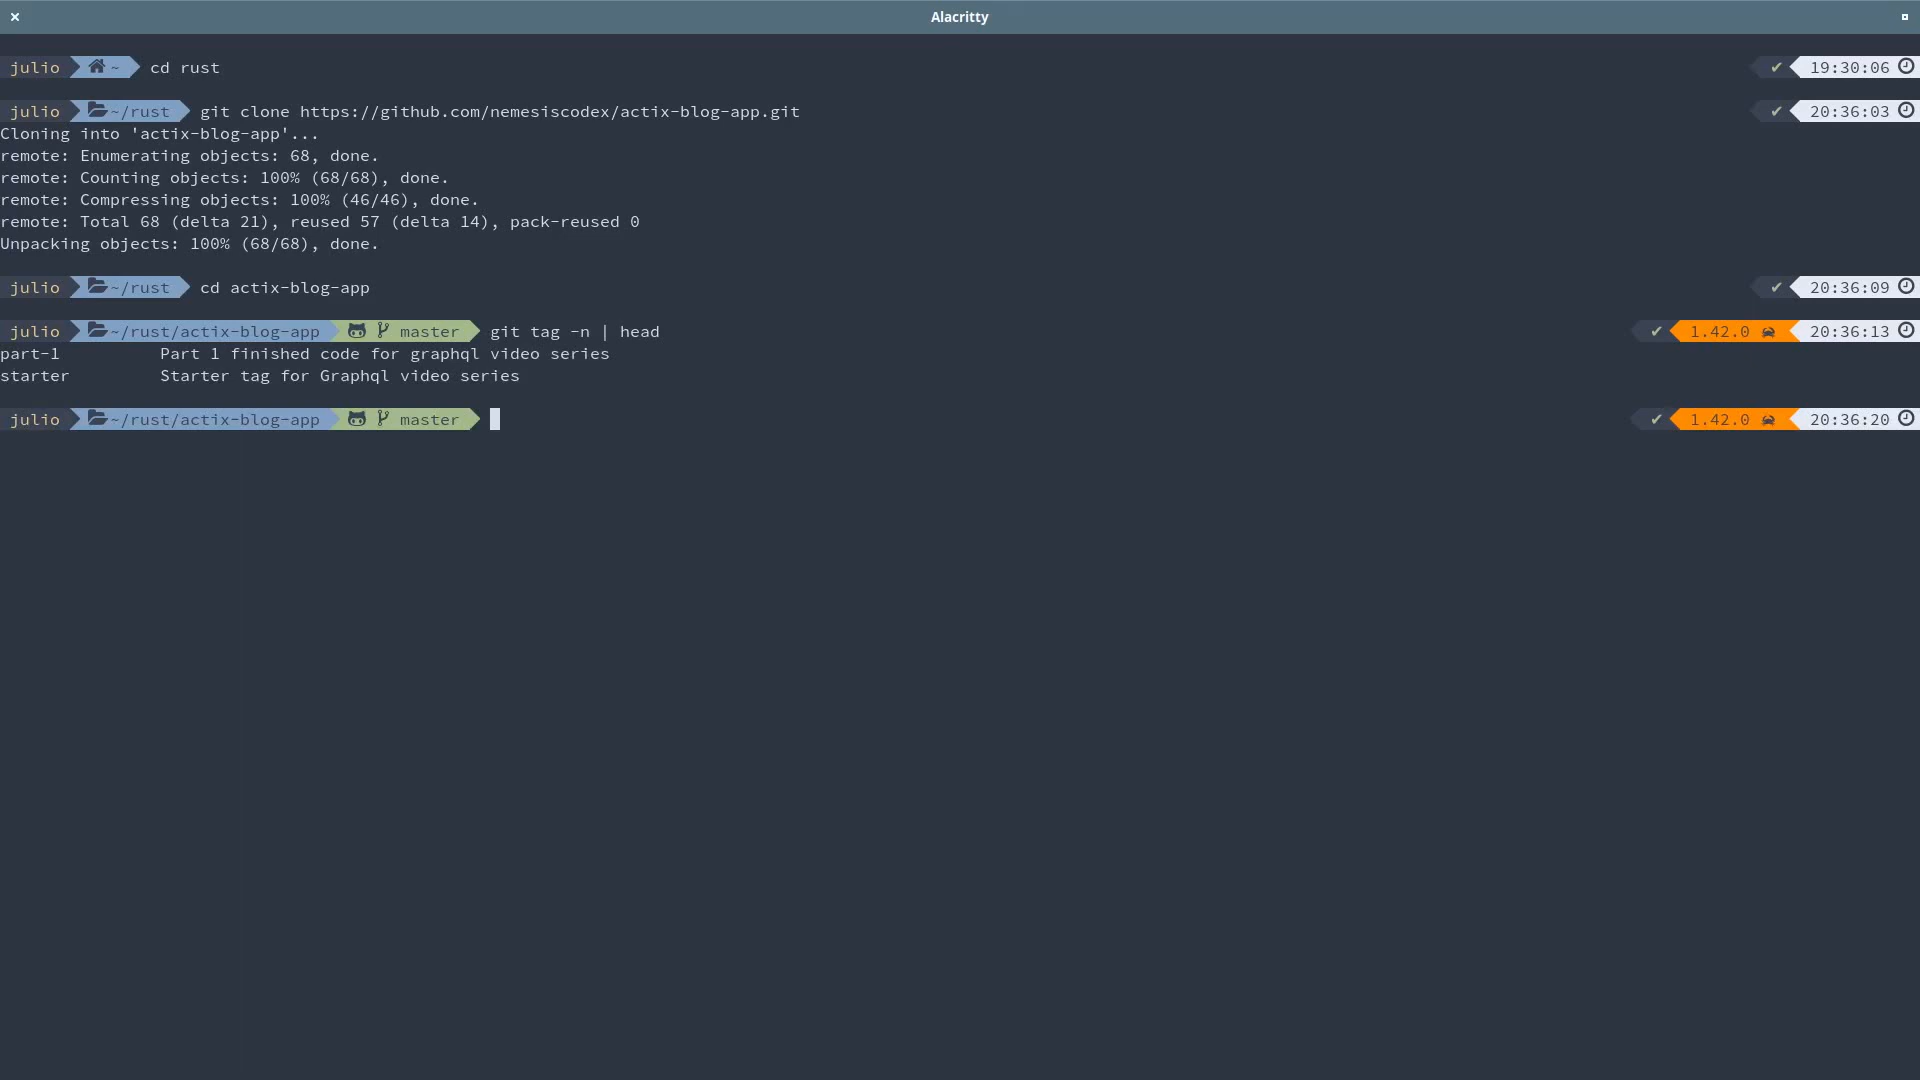 Alacritty
julio ~ cd rust ✔ 19:30:06
julio ~/rust git clone https://github.com/nemesiscodex/actix-blog-app.git ✔ 20:36:03
Cloning into 'actix-blog-app'...
remote: Enumerating objects: 68, done.
remote: Counting objects: 100% (68/68), done.
remote: Compressing objects: 100% (46/46), done.
remote: Total 68 (delta 21), reused 57 (delta 14), pack-reused 0
Unpacking objects: 100% (68/68), done.
julio ~/rust cd actix-blog-app ✔ 20:36:09
julio ~/rust/actix-blog-app master git tag -n | head ✔ 1.42.0 20:36:13
part-1 Part 1 finished code for graphql video series
starter Starter tag for Graphql video series
julio ~/rust/actix-blog-app master ✔ 1.42.0 20:36:20